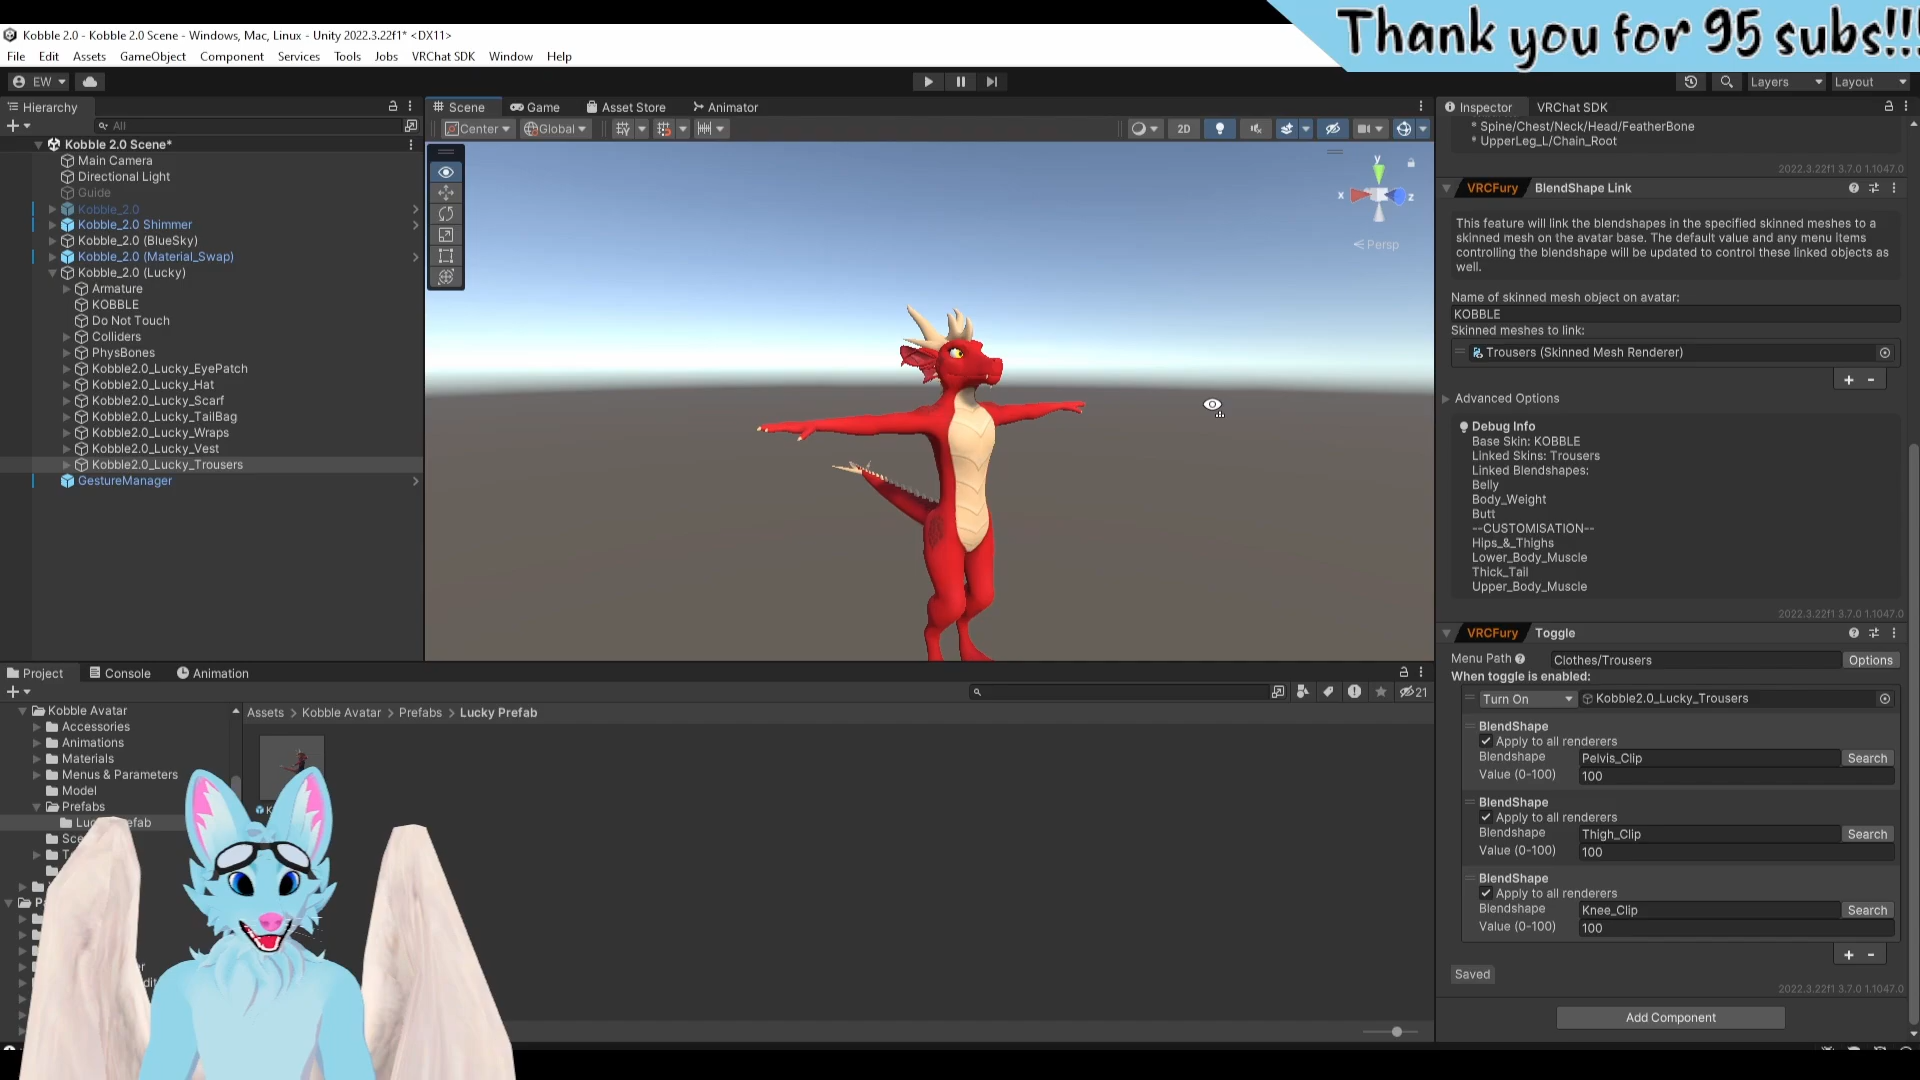 Thank you for 95 subs!!!
Kobble 2.0 - Kobble 2.0 Scene - Windows, Mac, Linux - Unity 2022.3.22f1* <DX11>
File Edit Assets GameObject Component Services Tools Jobs VRChat SDK Window Help
EW
Layers
Layout
Hierarchy
All
Kobble 2.0 Scene*
Main Camera
Directional Light
Guide
Kobble_2.0
Kobble_2.0 Shimmer
Kobble_2.0 (BlueSky)
Kobble_2.0 (Material_Swap)
Kobble_2.0 (Lucky)
Armature
KOBBLE
Do Not Touch
Colliders
PhysBones
Kobble2.0_Lucky_EyePatch
Kobble2.0_Lucky_Hat
Kobble2.0_Lucky_Scarf
Kobble2.0_Lucky_TailBag
Kobble2.0_Lucky_Wraps
Kobble2.0_Lucky_Vest
Kobble2.0_Lucky_Trousers
GestureManager
Scene Game Asset Store Animator
Center Global
2D
y
x
z
Persp
Inspector VRChat SDK
* Spine/Chest/Neck/Head/FeatherBone
* UpperLeg_L/Chain_Root
2022.3.22f1 3.7.0 1.1047.0
VRCFury BlendShape Link
This feature will link the blendshapes in the specified skinned meshes to a
skinned mesh on the avatar base. The default value and any menu items
controlling the blendshape will be updated to control these linked objects as
well.
Name of skinned mesh object on avatar:
KOBBLE
Skinned meshes to link:
Trousers (Skinned Mesh Renderer)
+ -
Advanced Options
Debug Info
Base Skin: KOBBLE
Linked Skins: Trousers
Linked Blendshapes:
Belly
Body_Weight
Butt
--CUSTOMISATION--
Hips_&_Thighs
Lower_Body_Muscle
Thick_Tail
Upper_Body_Muscle
2022.3.22f1 3.7.0 1.1047.0
VRCFury Toggle
Menu Path Clothes/Trousers Options
When toggle is enabled:
Turn On Kobble2.0_Lucky_Trousers
BlendShape
Apply to all renderers
Blendshape Pelvis_Clip Search
Value (0-100) 100
BlendShape
Apply to all renderers
Blendshape Thigh_Clip Search
Value (0-100) 100
BlendShape
Apply to all renderers
Blendshape Knee_Clip Search
Value (0-100) 100
+ -
Saved
2022.3.22f1 3.7.0 1.1047.0
Add Component
Project Console Animation
21
Kobble Avatar
Accessories
Animations
Materials
Menus & Parameters
Model
Prefabs
Assets > Kobble Avatar > Prefabs > Lucky Prefab